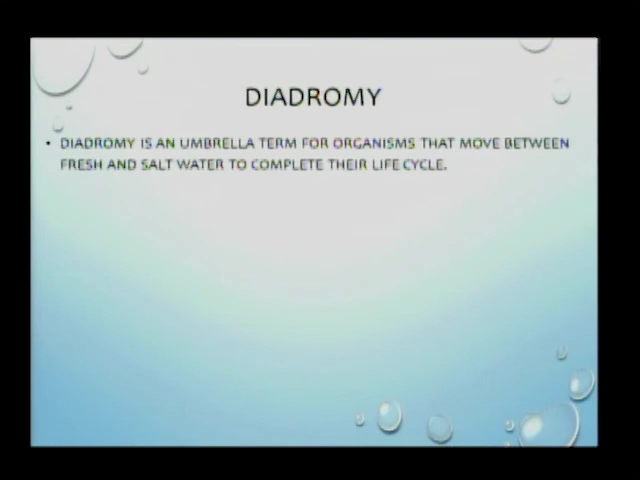 DIADROMY
• DIADROMY IS AN UMBRELLA TERM FOR ORGANISMS THAT MOVE BETWEEN
FRESH AND SALT WATER TO COMPLETE THEIR LIFE CYCLE.